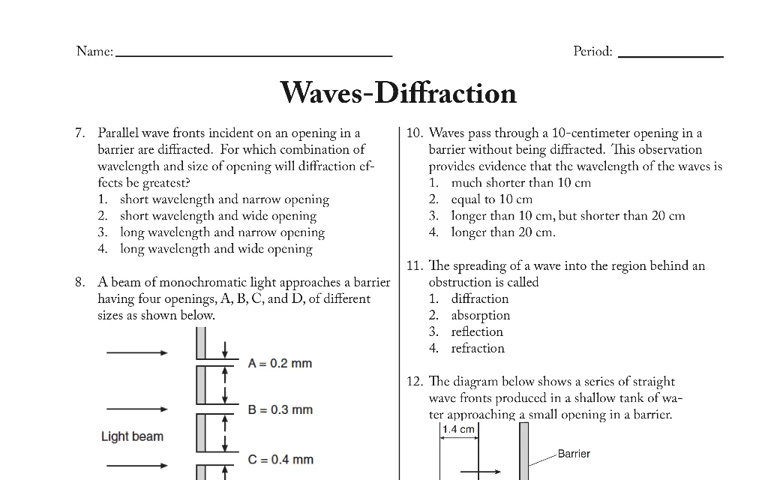 Name:
Period:
Waves-Diffraction
7. Parallel wave fronts incident on an opening in a
barrier are diffracted. For which combination of
wavelength and size of opening will diffraction ef-
fects be greatest?
1. short wavelength and narrow opening
2. short wavelength and wide opening
3. long wavelength and narrow opening
4. long wavelength and wide opening
8. A beam of monochromatic light approaches a barrier
having four openings, A, B, C, and D, of different
sizes as shown below.
A = 0.2 mm
B = 0.3 mm
Light beam
C = 0.4 mm
10. Waves pass through a 10-centimeter opening in a
barrier without being diffracted. This observation
provides evidence that the wavelength of the waves is
1. much shorter than 10 cm
2. equal to 10 cm
3. longer than 10 cm, but shorter than 20 cm
4. longer than 20 cm.
11. The spreading of a wave into the region behind an
obstruction is called
1. diffraction
2. absorption
3. reflection
4. refraction
12. The diagram below shows a series of straight
wave fronts produced in a shallow tank of wa-
ter approaching a small opening in a barrier.
1.4 cm
Barrier